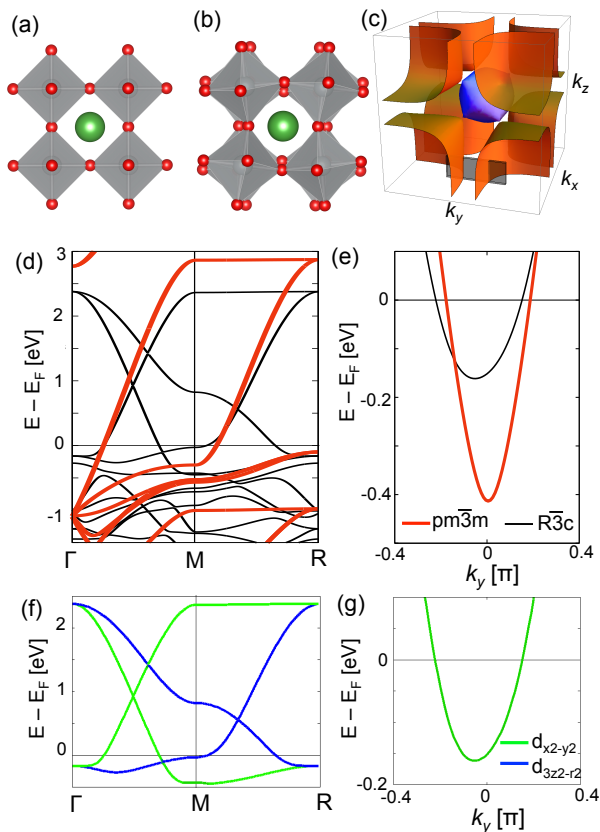 (a) (b) (c)
k_z
k_x
k_y
(d) (e)
3
2
1
0
-1
E − E_F [eV]
Γ M R
0
-0.2
-0.4
E − E_F [eV]
pm3̅m R3̅c
-0.4 0 0.4
k_y [π]
(f) (g)
2
1
0
E − E_F [eV]
Γ M R
0
-0.2
E − E_F [eV]
d_x2-y2
d_3z2-r2
-0.4 0 0.4
k_y [π]